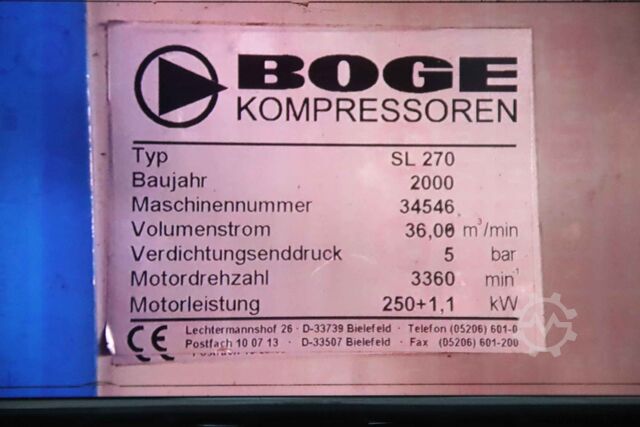 BOGE
KOMPRESSOREN
Typ SL 270
Baujahr 2000
Maschinennummer 34546
Volumenstrom 36,00 m³/min
Verdichtungsenddruck 5 bar
Motordrehzahl 3360 min⁻¹
Motorleistung 250+1,1 kW
CE Lechtermannshof 26 · D-33739 Bielefeld · Telefon (05206) 601-0
Postfach 10 07 13 · D-33507 Bielefeld · Fax (05206) 601-200